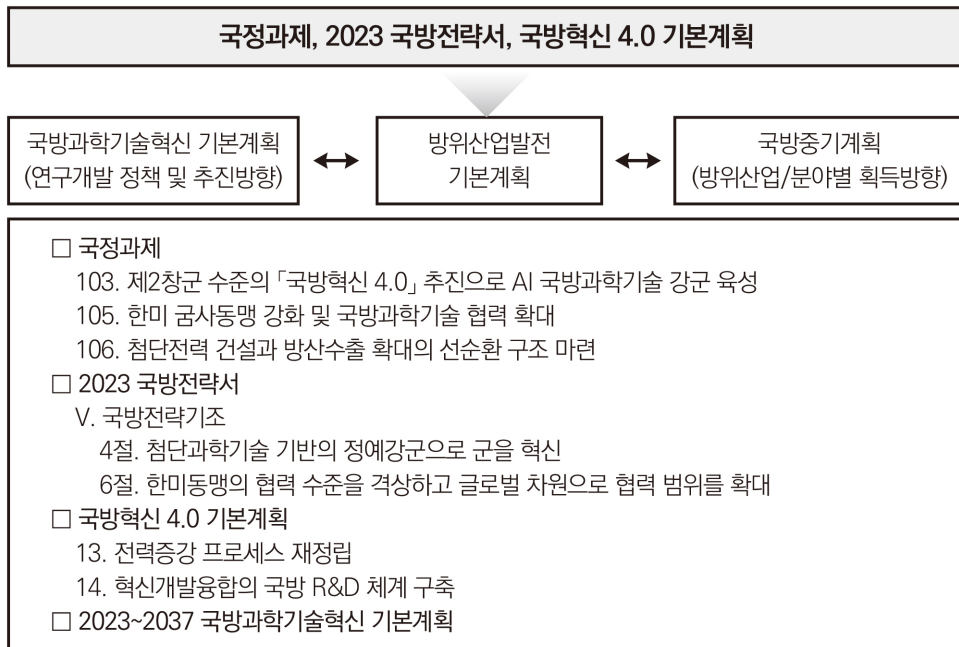 국정과제, 2023 국방전략서, 국방혁신 4.0 기본계획
국방과학기술혁신 기본계획
(연구개발 정책 및 추진방향)
방위산업발전
기본계획
국방중기계획
(방위산업/분야별 획득방향)
□ 국정과제
103. 제2창군 수준의 「국방혁신 4.0」 추진으로 AI 국방과학기술 강군 육성
105. 한미 굼사동맹 강화 및 국방과학기술 협력 확대
106. 첨단전력 건설과 방산수출 확대의 선순환 구조 마련
□ 2023 국방전략서
V. 국방전략기조
4절. 첨단과학기술 기반의 정예강군으로 군을 혁신
6절. 한미동맹의 협력 수준을 격상하고 글로벌 차원으로 협력 범위를 확대
□ 국방혁신 4.0 기본계획
13. 전력증강 프로세스 재정립
14. 혁신개발융합의 국방 R&D 체계 구축
□ 2023~2037 국방과학기술혁신 기본계획